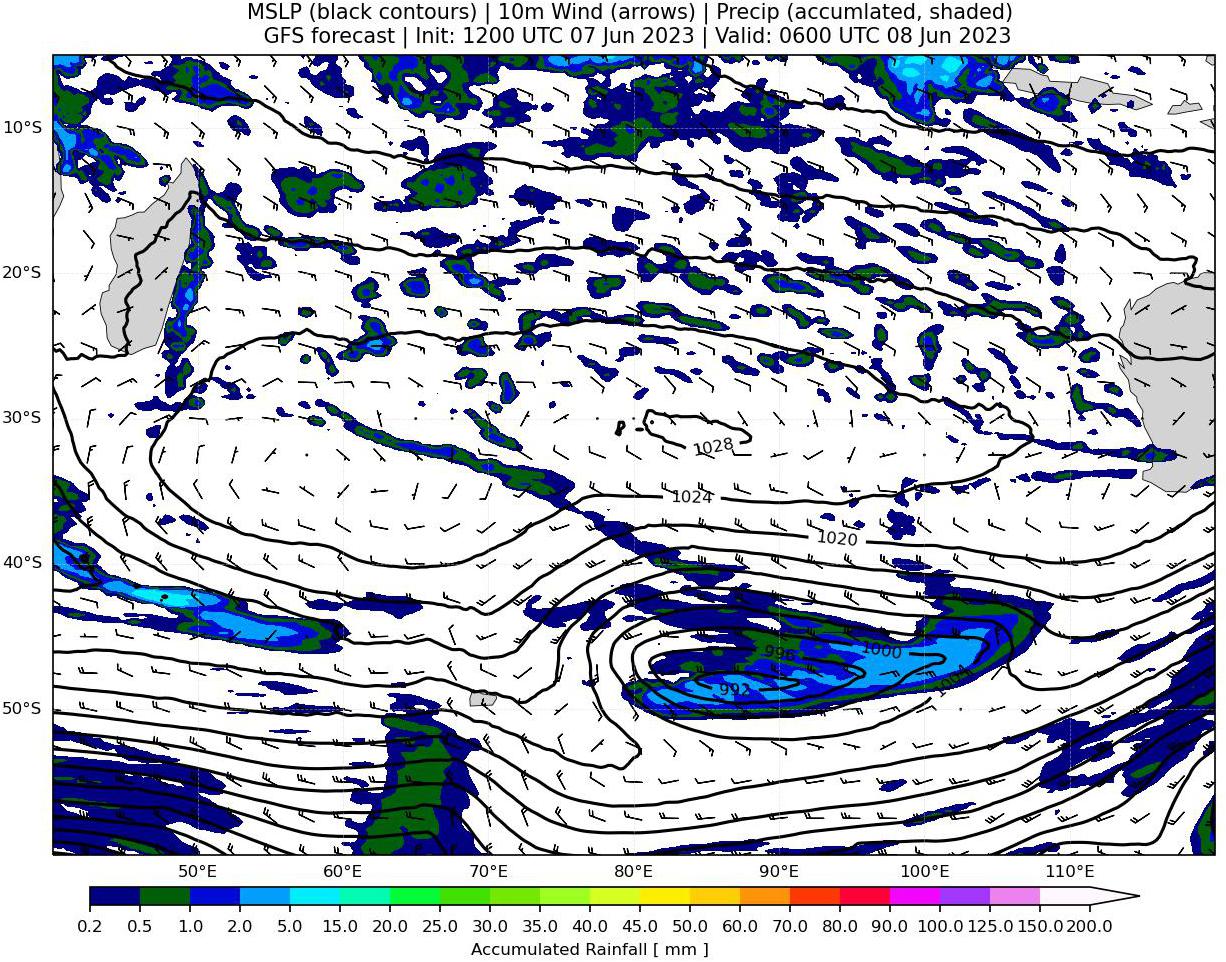 MSLP (black contours) | 10m Wind (arrows) | Precip (accumlated, shaded)
GFS forecast | Init: 1200 UTC 07 Jun 2023 | Valid: 0600 UTC 08 Jun 2023
10°S
20°S
30°S
1028
1024
1020
40°S
996
1000
992
1004
50°S
50°E 60°E 70°E 80°E 90°E 100°E 110°E
0.2 0.5 1.0 2.0 5.0 10.0 15.0 20.0 25.0 30.0 35.0 40.0 45.0 50.0 60.0 70.0 80.0 90.0 100.0 125.0 150.0 200.0
Accumulated Rainfall [ mm ]